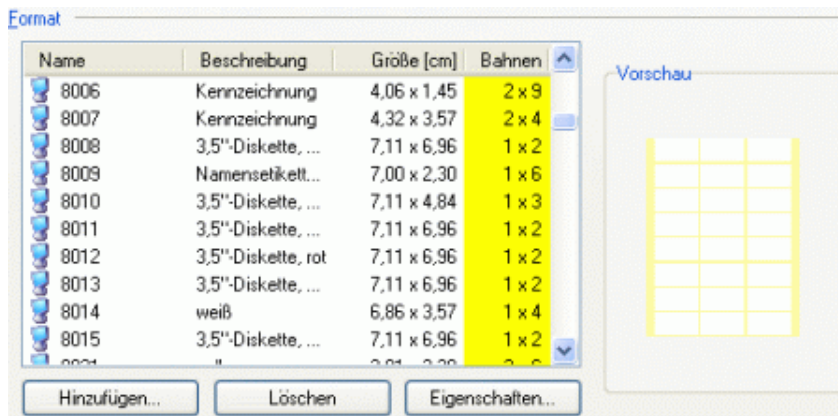 Format
Name Beschreibung Größe [cm] Bahnen
Vorschau
8006 Kennzeichnung 4,06 x 1,45 2 x 9
8007 Kennzeichnung 4,32 x 3,57 2 x 4
8008 3,5"-Diskette, ... 7,11 x 6,96 1 x 2
8009 Namensetikett... 7,00 x 2,30 1 x 6
8010 3,5"-Diskette, ... 7,11 x 4,84 1 x 3
8011 3,5"-Diskette, ... 7,11 x 6,96 1 x 2
8012 3,5"-Diskette, rot 7,11 x 6,96 1 x 2
8013 3,5"-Diskette, ... 7,11 x 6,96 1 x 2
8014 weiß 6,86 x 3,57 1 x 4
8015 3,5"-Diskette, ... 7,11 x 6,96 1 x 2
Hinzufügen... Löschen Eigenschaften...